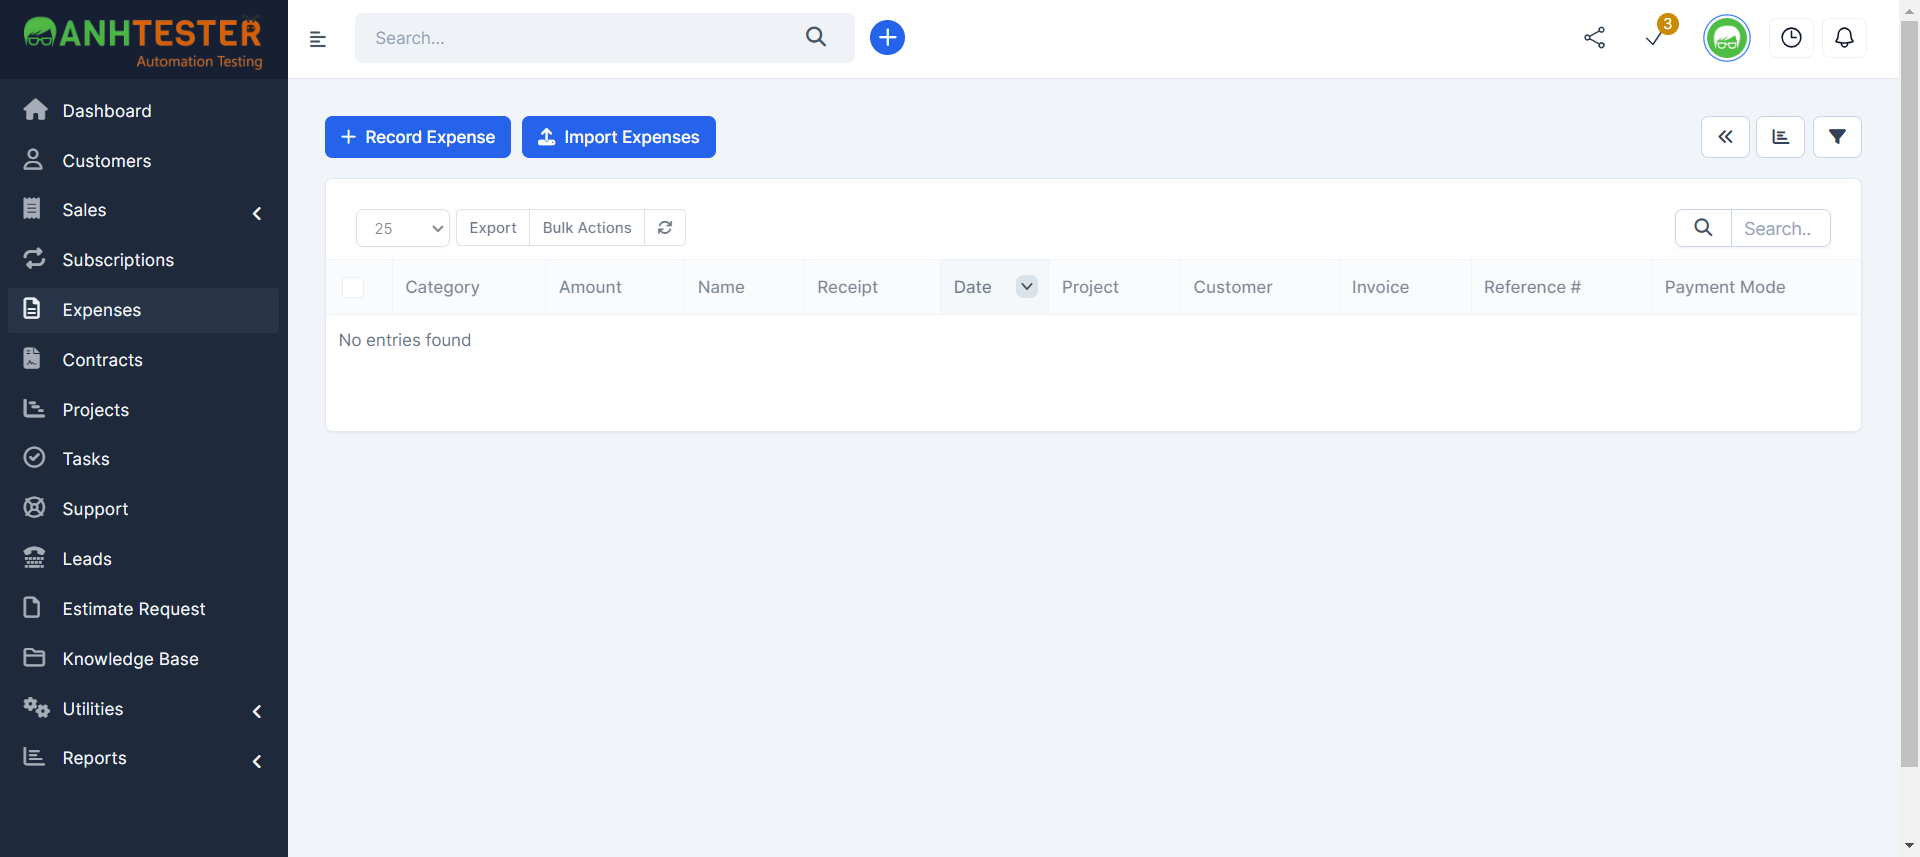 ANHTESTER
Automation Testing
Search...
3
Dashboard
Customers
Sales
Subscriptions
Expenses
Contracts
Projects
Tasks
Support
Leads
Estimate Request
Knowledge Base
Utilities
Reports
Record Expense
Import Expenses
25
Export
Bulk Actions
Search..
Category
Amount
Name
Receipt
Date
Project
Customer
Invoice
Reference #
Payment Mode
No entries found